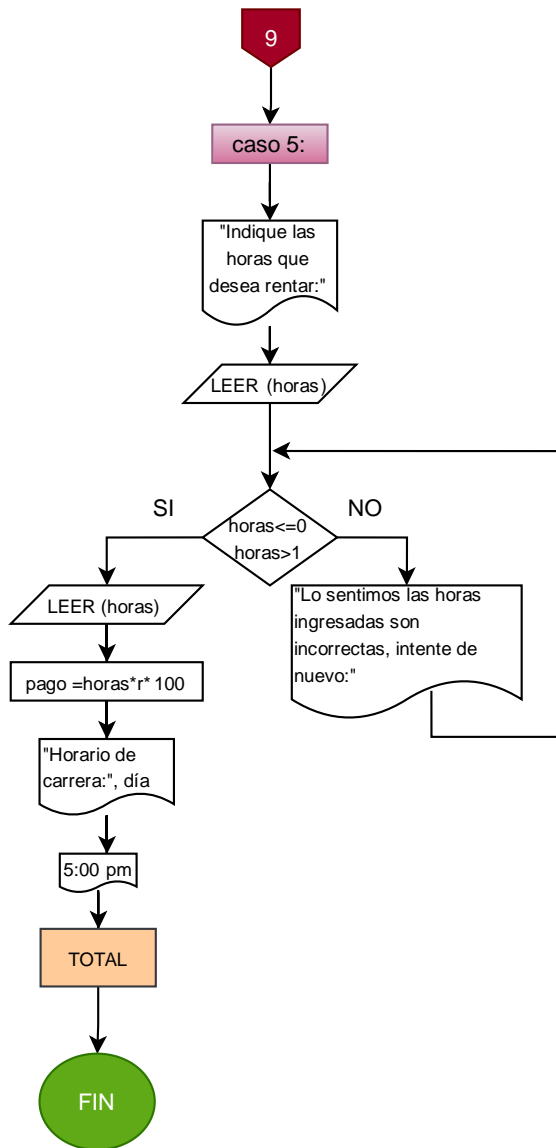 9
caso 5:
"Indique las
horas que
desea rentar:"
LEER (horas)
SI
NO
horas<=0
horas>1
LEER (horas)
"Lo sentimos las horas
ingresadas son
incorrectas, intente de
nuevo:"
pago =horas*r* 100
"Horario de
carrera:", día
5:00 pm
TOTAL
FIN